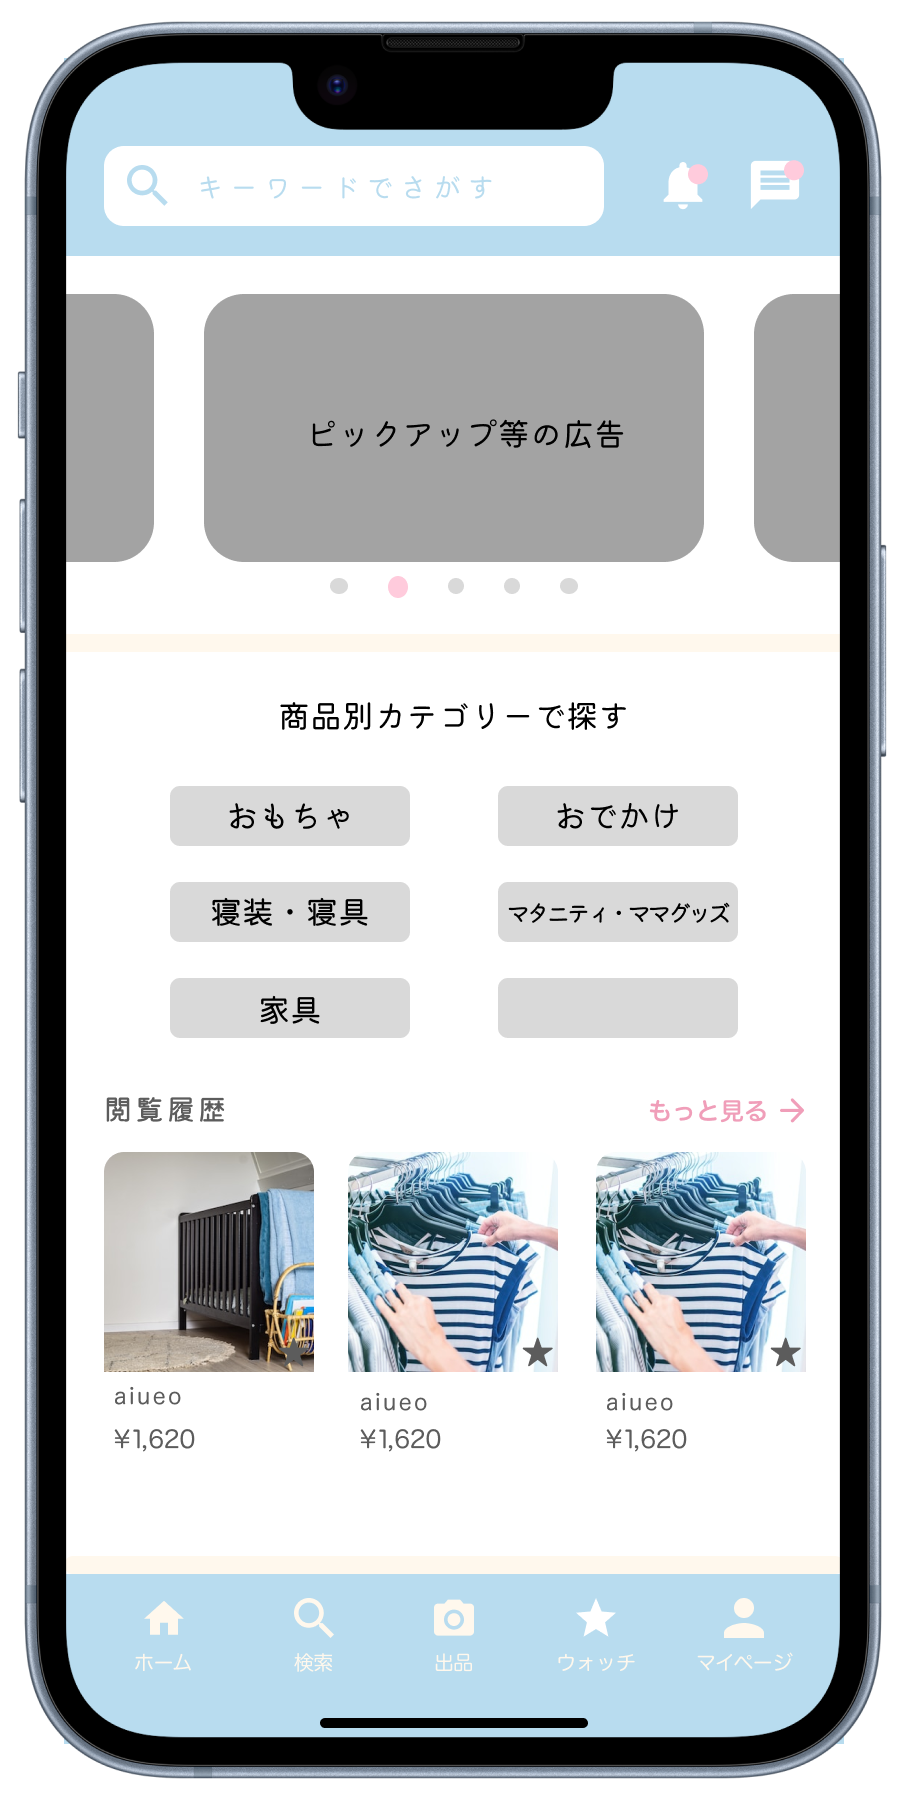 キーワードでさがす
ピックアップ等の広告
商品別カテゴリーで探す
おもちゃ
おでかけ
寝装・寝具
マタニティ・ママグッズ
家具
閲覧履歴
もっと見る →
aiueo
aiueo
aiueo
¥1,620
¥1,620
¥1,620
ホーム
検索
出品
ウォッチ
マイページ